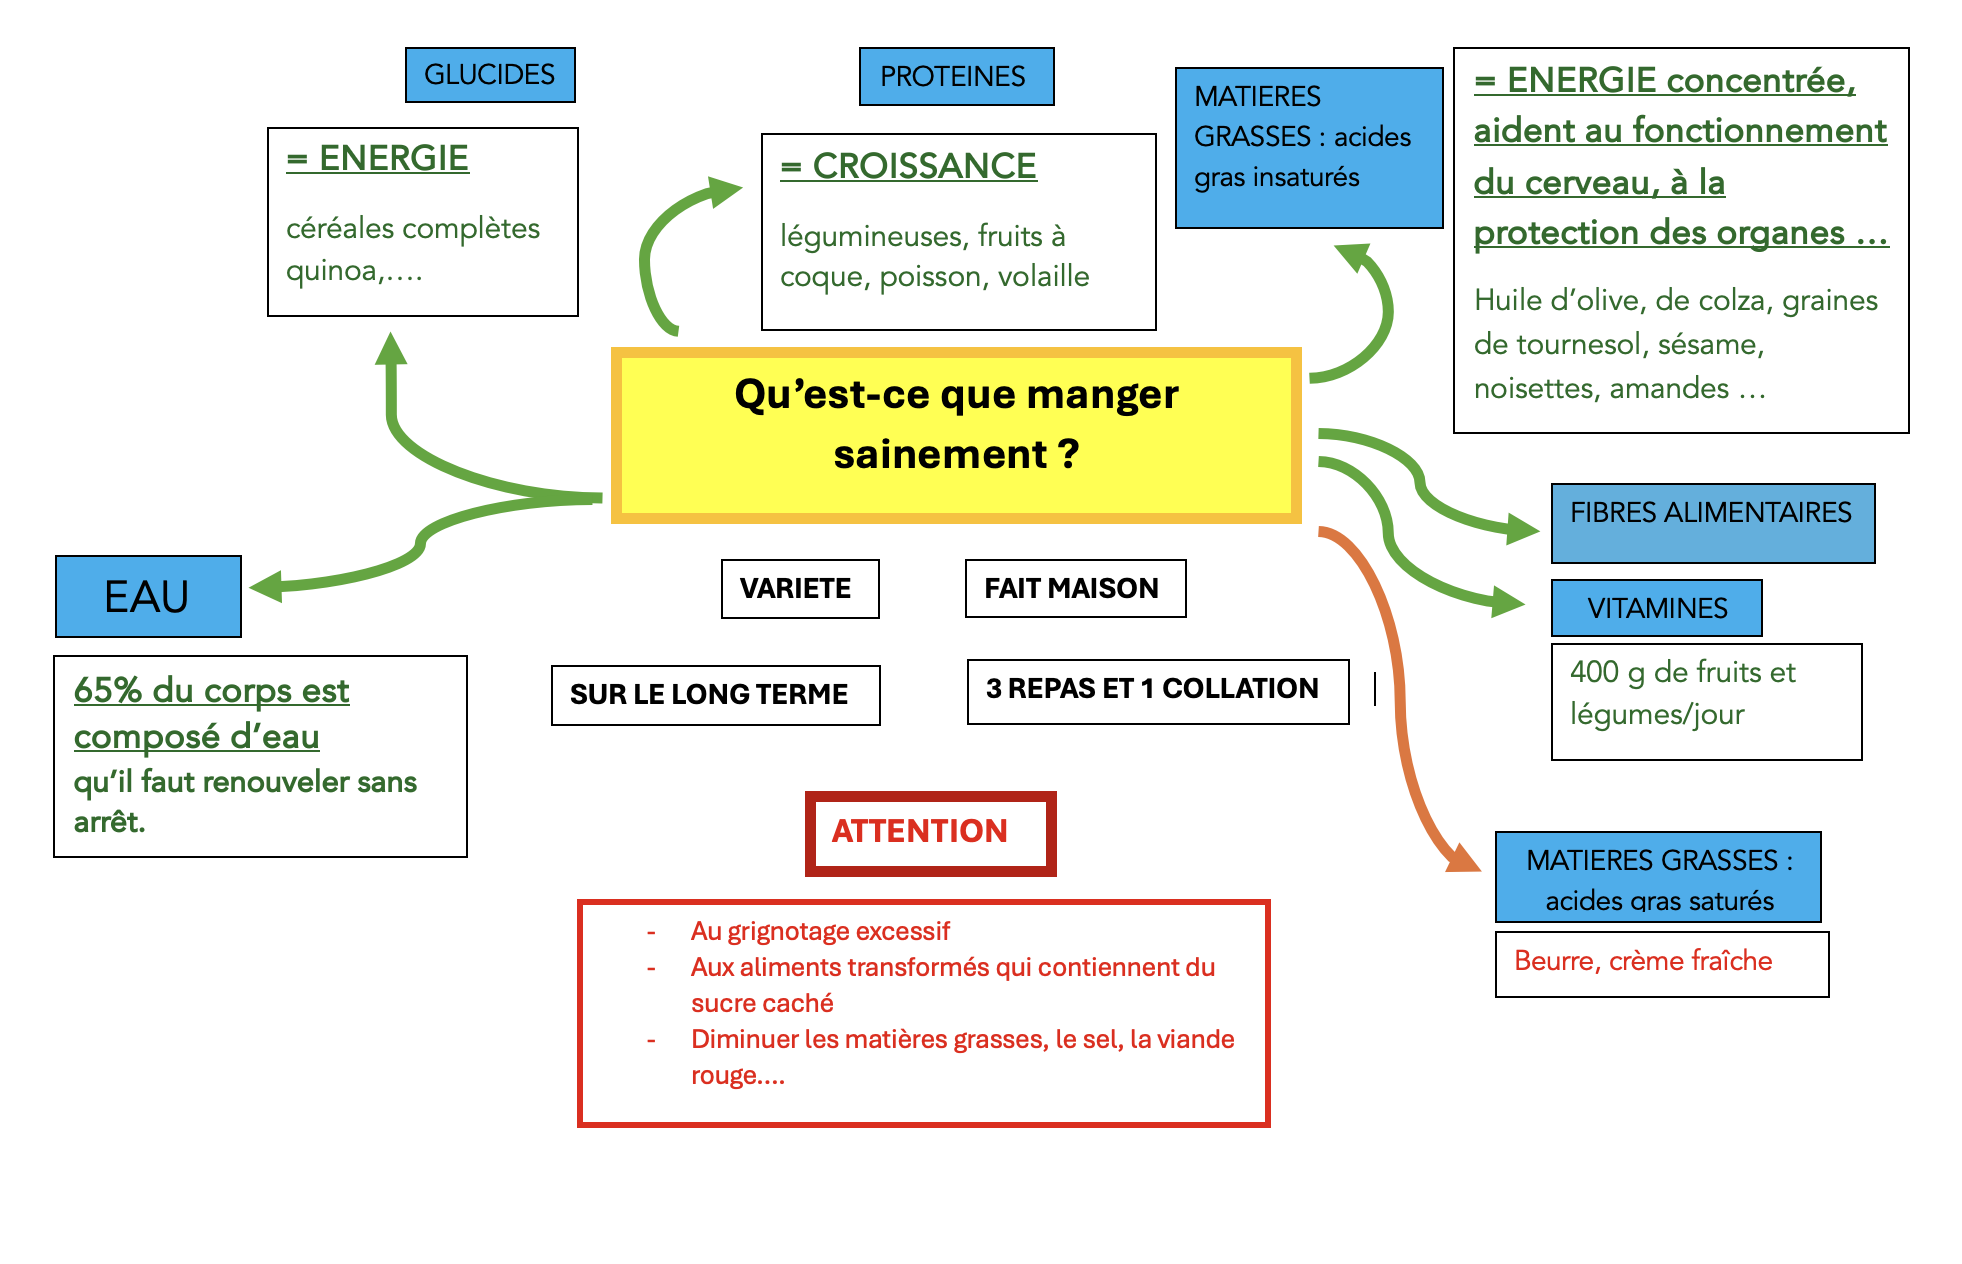 GLUCIDES
= ENERGIE
céréales complètes
quinoa,….
PROTEINES
= CROISSANCE
légumineuses, fruits à
coque, poisson, volaille
MATIERES
GRASSES : acides
gras insaturés
= ENERGIE concentrée,
aident au fonctionnement
du cerveau, à la
protection des organes …
Huile d’olive, de colza, graines
de tournesol, sésame,
noisettes, amandes …
Qu’est-ce que manger
sainement ?
EAU
65% du corps est
composé d’eau
qu’il faut renouveler sans
arrêt.
VARIETE
FAIT MAISON
SUR LE LONG TERME
3 REPAS ET 1 COLLATION
FIBRES ALIMENTAIRES
VITAMINES
400 g de fruits et
légumes/jour
MATIERES GRASSES :
acides gras saturés
Beurre, crème fraîche
ATTENTION
- Au grignotage excessif
- Aux aliments transformés qui contiennent du
sucre caché
- Diminuer les matières grasses, le sel, la viande
rouge….